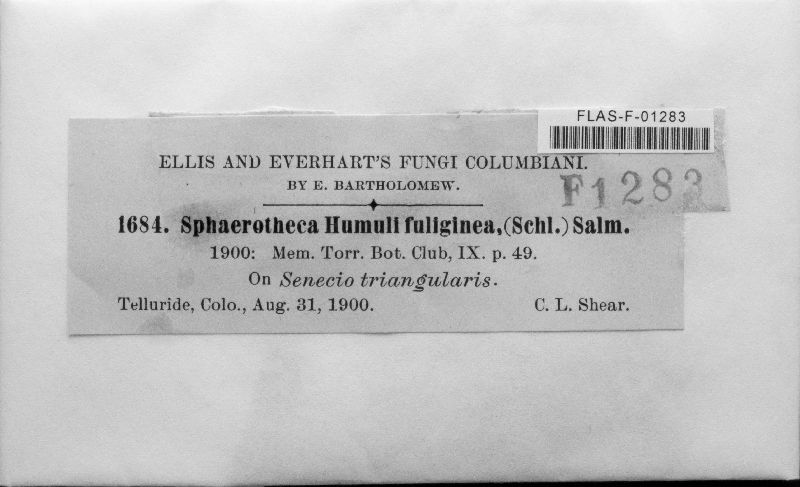 FLAS-F-01283
ELLIS AND EVERHART'S FUNGI COLUMBIANI.
BY E. BARTHOLOMEW.
F1283
1684. Sphaerotheca Humuli fuliginea, (Schl.) Salm.
1900: Mem. Torr. Bot. Club, IX. p. 49.
On Senecio triangularis.
Telluride, Colo., Aug. 31, 1900. C. L. Shear.